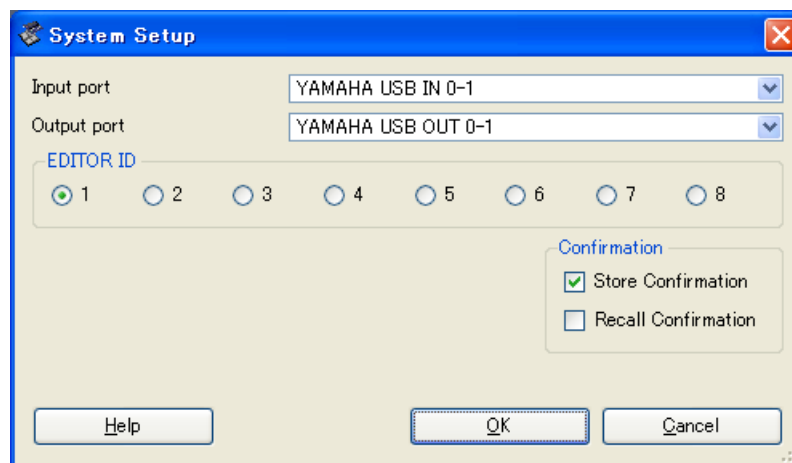 System Setup
Input port YAMAHA USB IN 0-1
Output port YAMAHA USB OUT 0-1
EDITOR ID
1 2 3 4 5 6 7 8
Confirmation
Store Confirmation
Recall Confirmation
Help OK Cancel